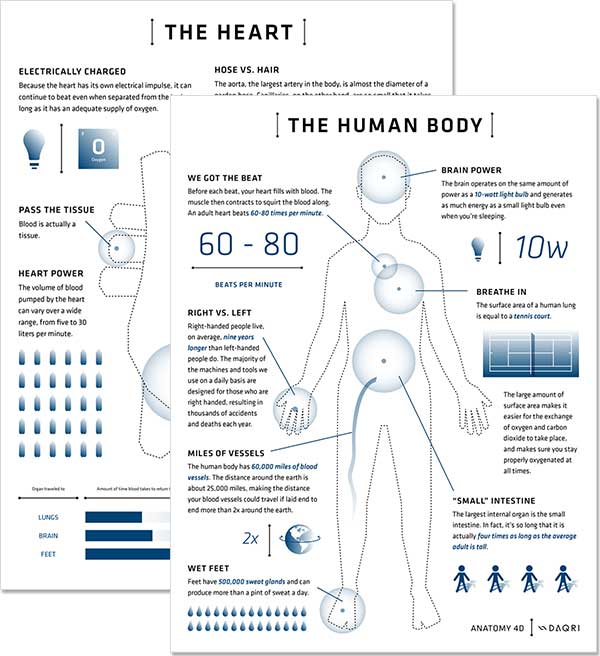 THE HEART
ELECTRICALLY CHARGED
Because the heart has its own electrical impulse, it can
continue to beat even when separated from the
long as it has an adequate supply of oxygen.
O
Oxygen
HOSE VS. HAIR
The aorta, the largest artery in the body, is almost the diameter of a
PASS THE TISSUE
Blood is actually a
tissue.
HEART POWER
The volume of blood
pumped by the heart
can vary over a wide
range, from five to 30
liters per minute.
Organ traveled to
Amount of time blood takes to return t
LUNGS
BRAIN
FEET
THE HUMAN BODY
WE GOT THE BEAT
Before each beat, your heart fills with blood. The
muscle then contracts to squirt the blood along.
An adult heart beats 60-80 times per minute.
60 - 80
BEATS PER MINUTE
RIGHT VS. LEFT
Right-handed people live,
on average, nine years
longer than left-handed
people do. The majority of
the machines and tools we
use on a daily basis are
designed for those who are
right handed, resulting in
thousands of accidents
and deaths each year.
MILES OF VESSELS
The human body has 60,000 miles of blood
vessels. The distance around the earth is
about 25,000 miles, making the distance
your blood vessels could travel if laid end to
end more than 2x around the earth.
2x
WET FEET
Feet have 500,000 sweat glands and can
produce more than a pint of sweat a day.
BRAIN POWER
The brain operates on the same amount of
power as a 10-watt light bulb and generates
as much energy as a small light bulb even
when you're sleeping.
10w
BREATHE IN
The surface area of a human lung
is equal to a tennis court.
The large amount of
surface area makes it
easier for the exchange
of oxygen and carbon
dioxide to take place,
and makes sure you stay
properly oxygenated at
all times.
"SMALL" INTESTINE
The largest internal organ is the small
intestine. In fact, it's so long that it is
actually four times as long as the average
adult is tall.
ANATOMY 4D
DAQRI